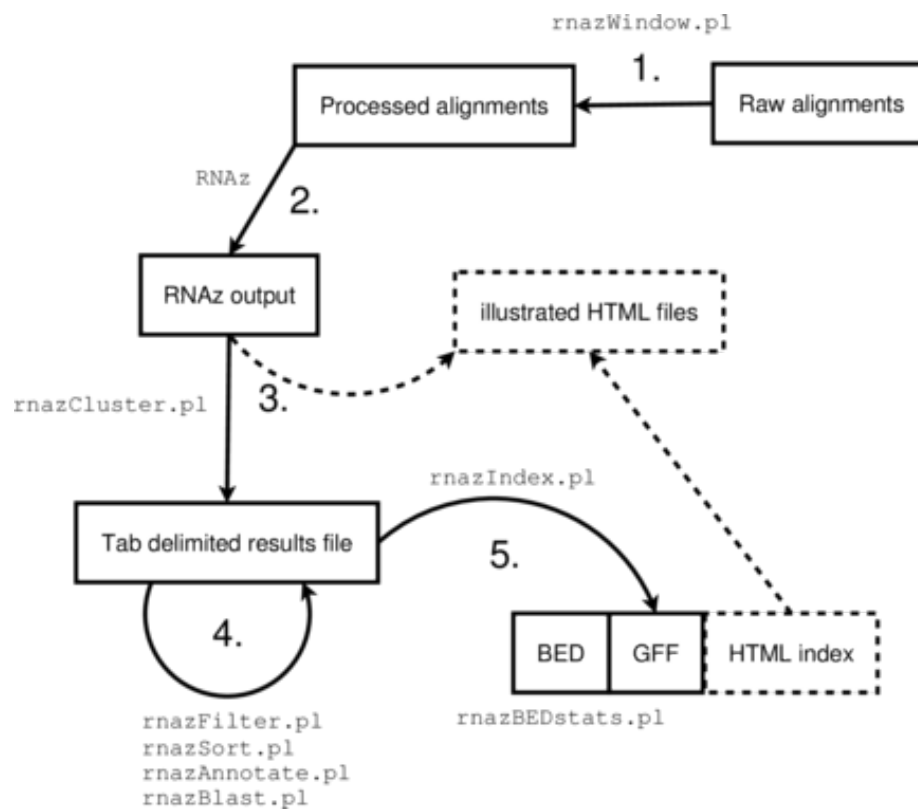 rnazWindow.pl
1.
Processed alignments
Raw alignments
RNAz
2.
RNAz output
illustrated HTML files
rnazCluster.pl
3.
rnazIndex.pl
Tab delimited results file
5.
4.
BED
GFF
HTML index
rnazBEDstats.pl
rnazFilter.pl
rnazSort.pl
rnazAnnotate.pl
rnazBlast.pl